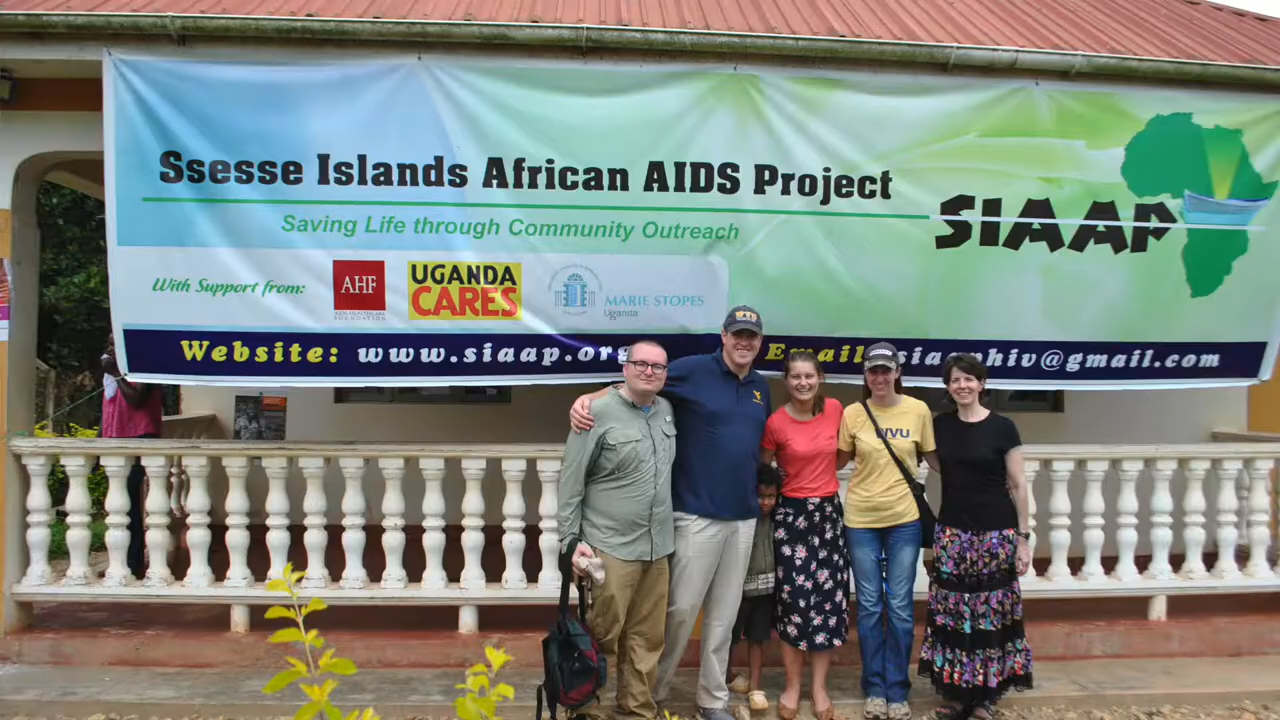 Ssesse Islands African AIDS Project
Saving Life through Community Outreach
SIAAP
With Support from:
AHF
FOUNDATION
UGANDA
CARES
MARIE STOPES
Uganda
Website: www.siaap.org Email siaaphiv@gmail.com
WVU